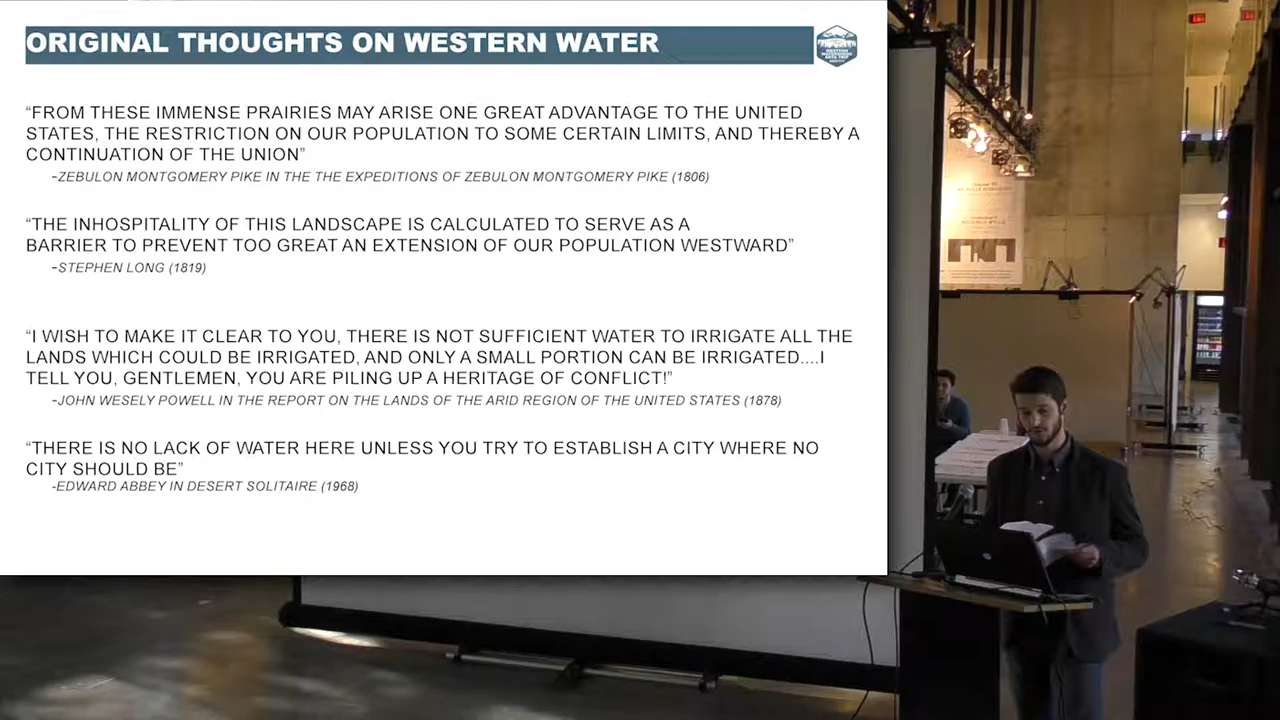 ORIGINAL THOUGHTS ON WESTERN WATER
“FROM THESE IMMENSE PRAIRIES MAY ARISE ONE GREAT ADVANTAGE TO THE UNITED
STATES, THE RESTRICTION ON OUR POPULATION TO SOME CERTAIN LIMITS, AND THEREBY A
CONTINUATION OF THE UNION”
-ZEBULON MONTGOMERY PIKE IN THE THE EXPEDITIONS OF ZEBULON MONTGOMERY PIKE (1806)
“THE INHOSPITALITY OF THIS LANDSCAPE IS CALCULATED TO SERVE AS A
BARRIER TO PREVENT TOO GREAT AN EXTENSION OF OUR POPULATION WESTWARD”
-STEPHEN LONG (1819)
“I WISH TO MAKE IT CLEAR TO YOU, THERE IS NOT SUFFICIENT WATER TO IRRIGATE ALL THE
LANDS WHICH COULD BE IRRIGATED, AND ONLY A SMALL PORTION CAN BE IRRIGATED....I
TELL YOU, GENTLEMEN, YOU ARE PILING UP A HERITAGE OF CONFLICT!”
-JOHN WESELY POWELL IN THE REPORT ON THE LANDS OF THE ARID REGION OF THE UNITED STATES (1878)
“THERE IS NO LACK OF WATER HERE UNLESS YOU TRY TO ESTABLISH A CITY WHERE NO
CITY SHOULD BE”
-EDWARD ABBEY IN DESERT SOLITAIRE (1968)